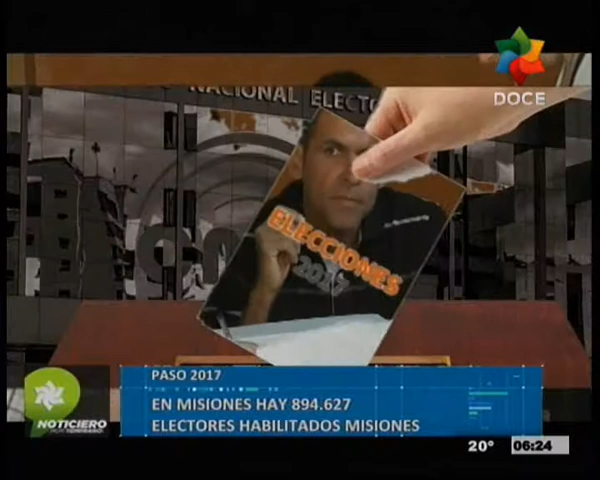 DOCE
NACIONAL ELECTO
ELECCIONES
2017
PASO 2017
EN MISIONES HAY 894.627
ELECTORES HABILITADOS MISIONES
NOTICIERO
20° 06:24